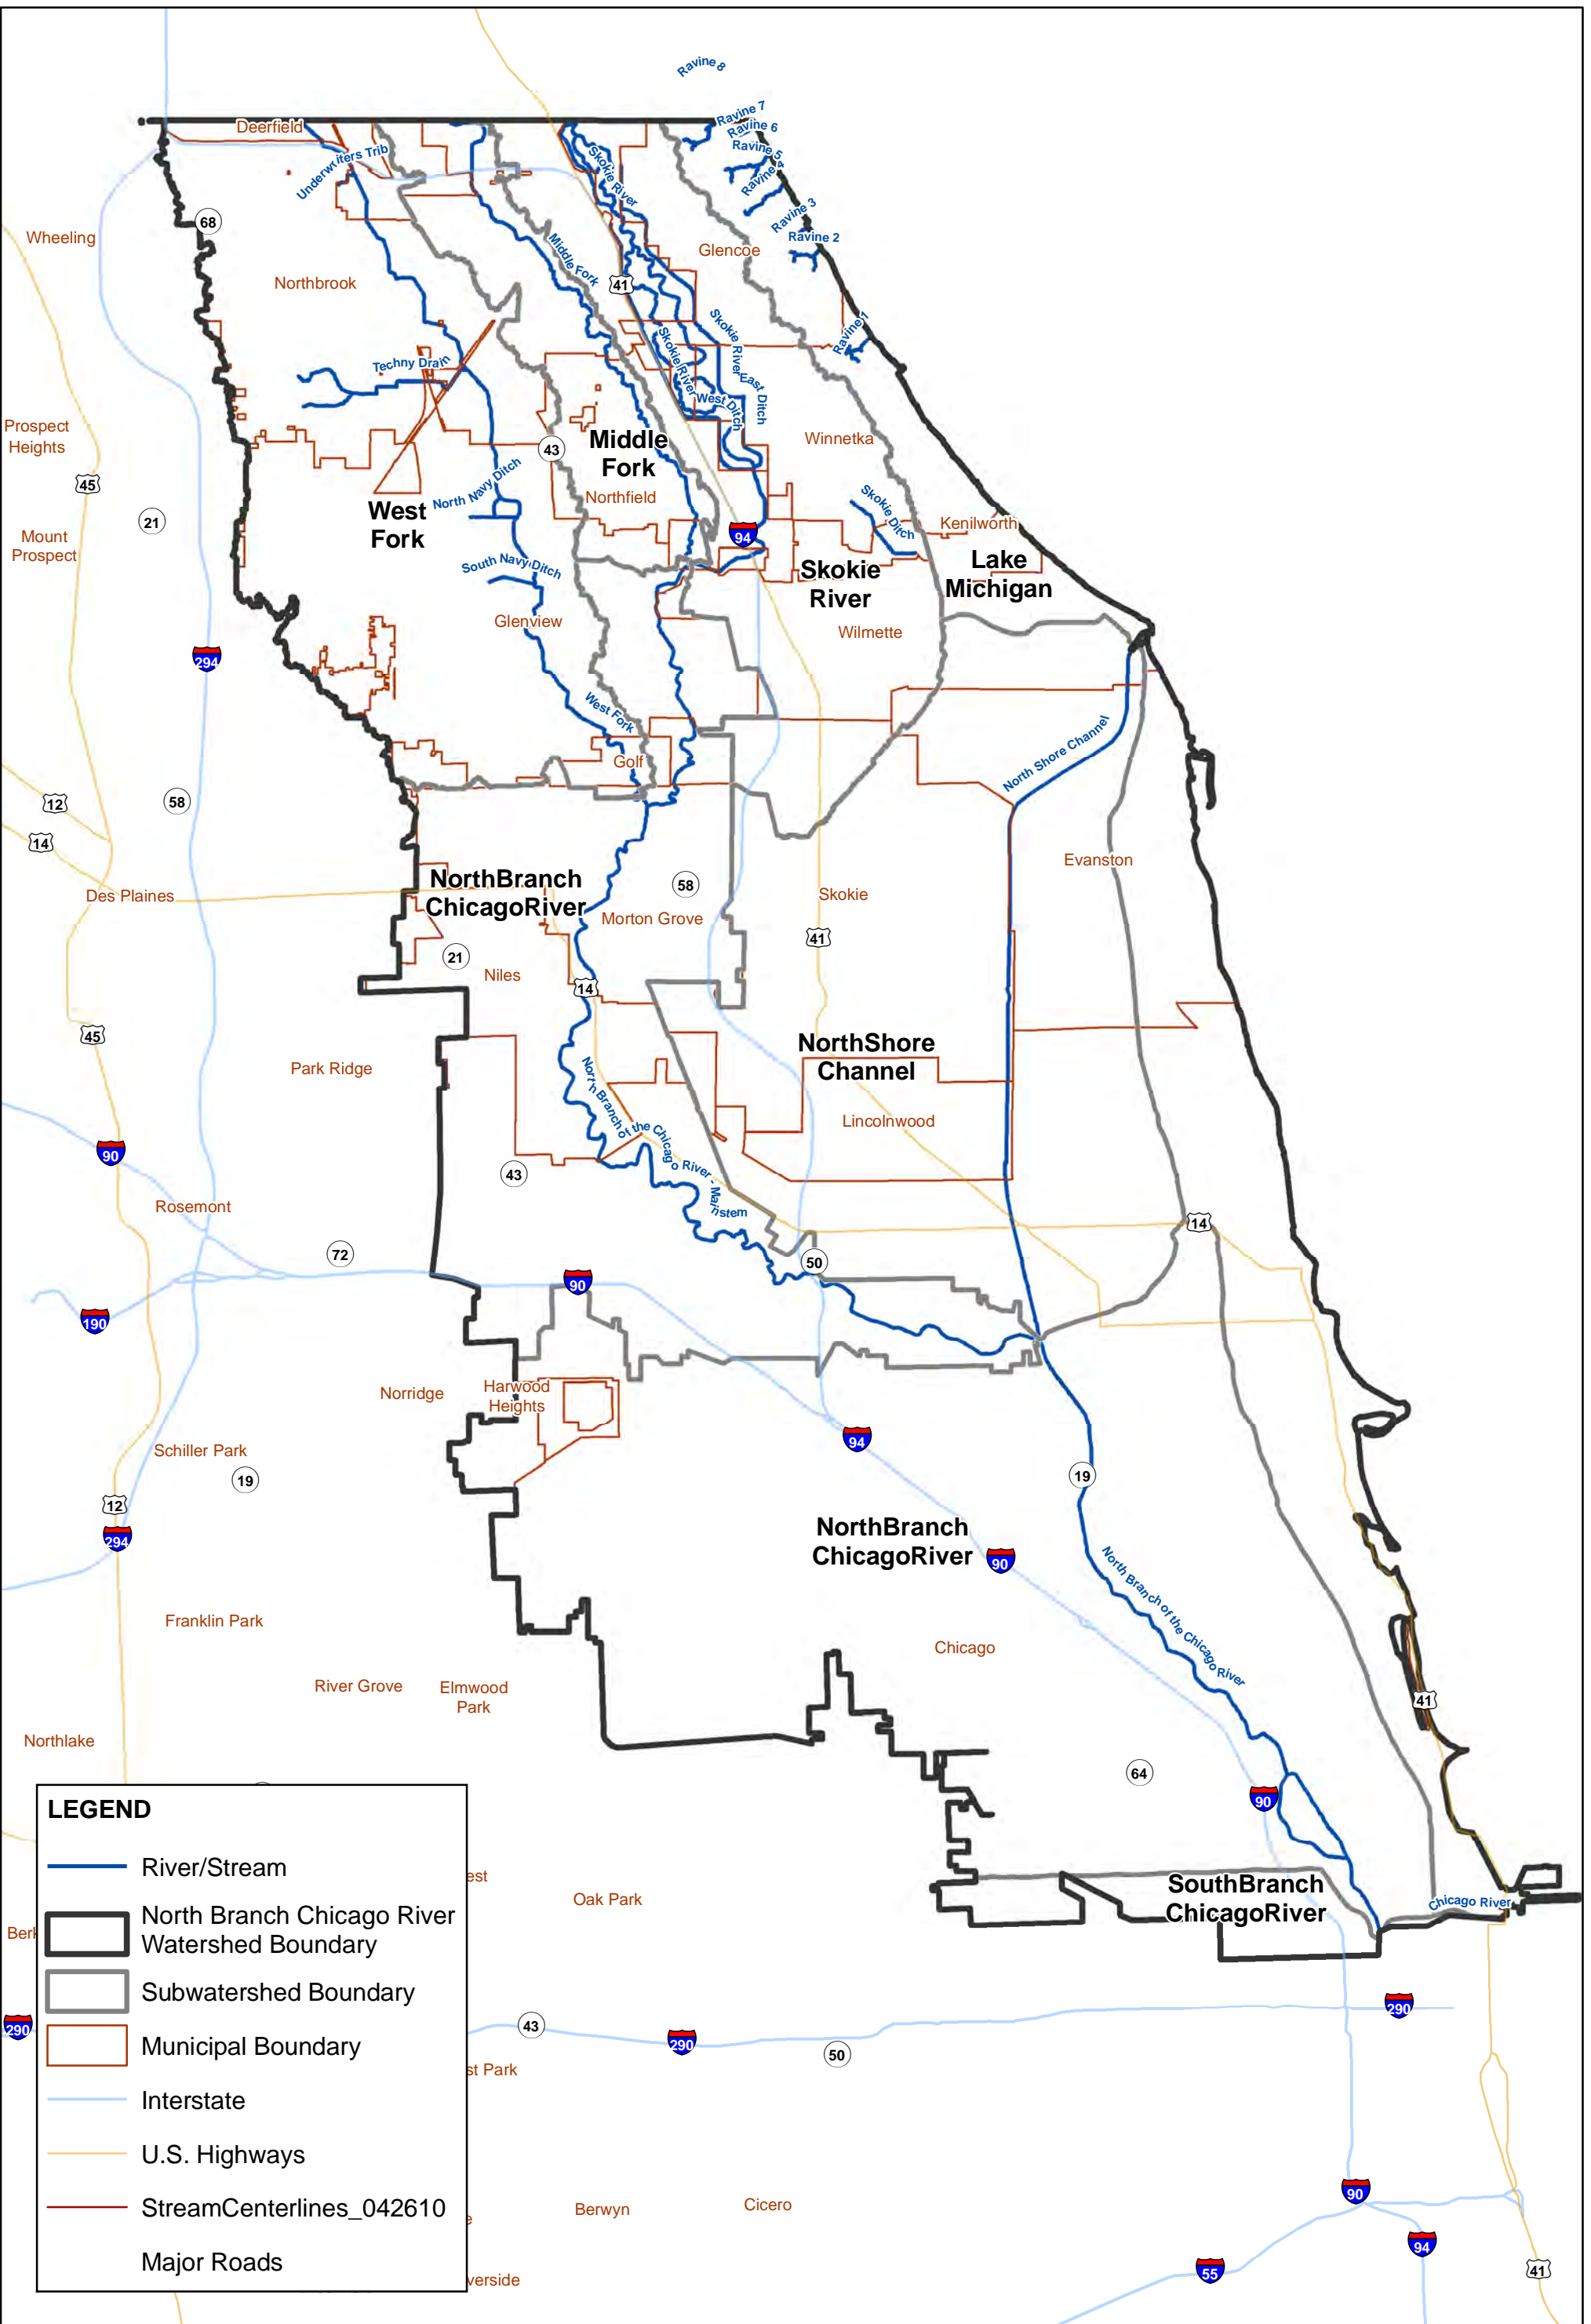 Ravine 8
Ravine 7
Ravine 6
Ravine 5
Ravine 4
Ravine 3
Ravine 2
Ravine 1
Deerfield
Underwriters Trib
Skokie River
68
Wheeling
Northbrook
Middle Fork
41
Glencoe
Techny Drain
Skokie River East Ditch
Skokie River West Ditch
Prospect
Heights
45
21
Mount
Prospect
43
Middle
Fork
Northfield
Winnetka
West
Fork
North Navy Ditch
South Navy Ditch
94
Skokie Ditch
Kenilworth
Skokie
River
Lake
Michigan
Glenview
Wilmette
294
West Fork
Golf
North Shore Channel
12
58
14
Des Plaines
NorthBranch
ChicagoRiver
58
Morton Grove
Skokie
Evanston
41
21
Niles
14
45
Park Ridge
NorthShore
Channel
North Branch of the Chicago River - Mainstem
Lincolnwood
90
43
Rosemont
72
14
50
90
190
Norridge
Harwood
Heights
94
Schiller Park
19
19
12
294
NorthBranch
ChicagoRiver
90
North Branch of the Chicago River
Franklin Park
Chicago
River Grove
Elmwood
Park
41
Northlake
64
90
SouthBranch
ChicagoRiver
Chicago River
est
Oak Park
Berk
290
43
290
50
290
st Park
Berwyn
Cicero
e
verside
90
94
55
41
LEGEND
River/Stream
North Branch Chicago River
Watershed Boundary
Subwatershed Boundary
Municipal Boundary
Interstate
U.S. Highways
StreamCenterlines_042610
Major Roads